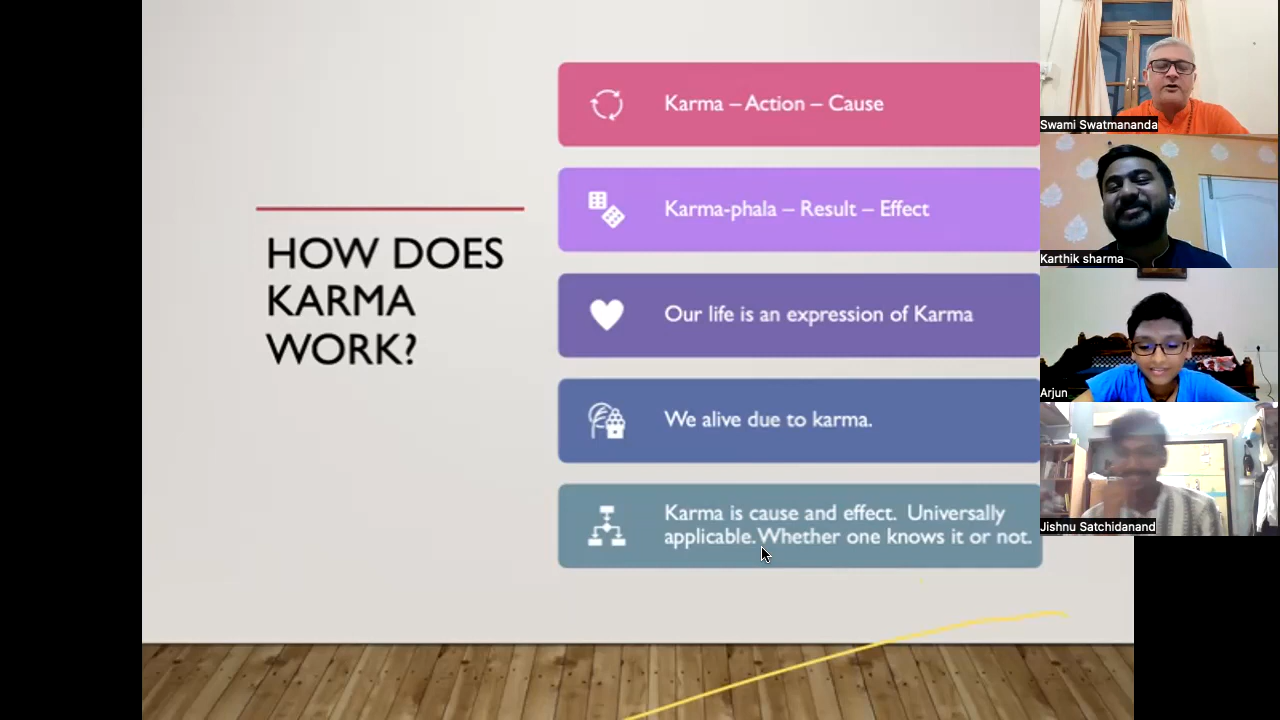 HOW DOES
KARMA
WORK?
Karma – Action – Cause
Karma-phala – Result – Effect
Our life is an expression of Karma
We alive due to karma.
Karma is cause and effect. Universally
applicable. Whether one knows it or not.
Swami Swatmananda
Karthik sharma
Arjun
Jishnu Satchidanand